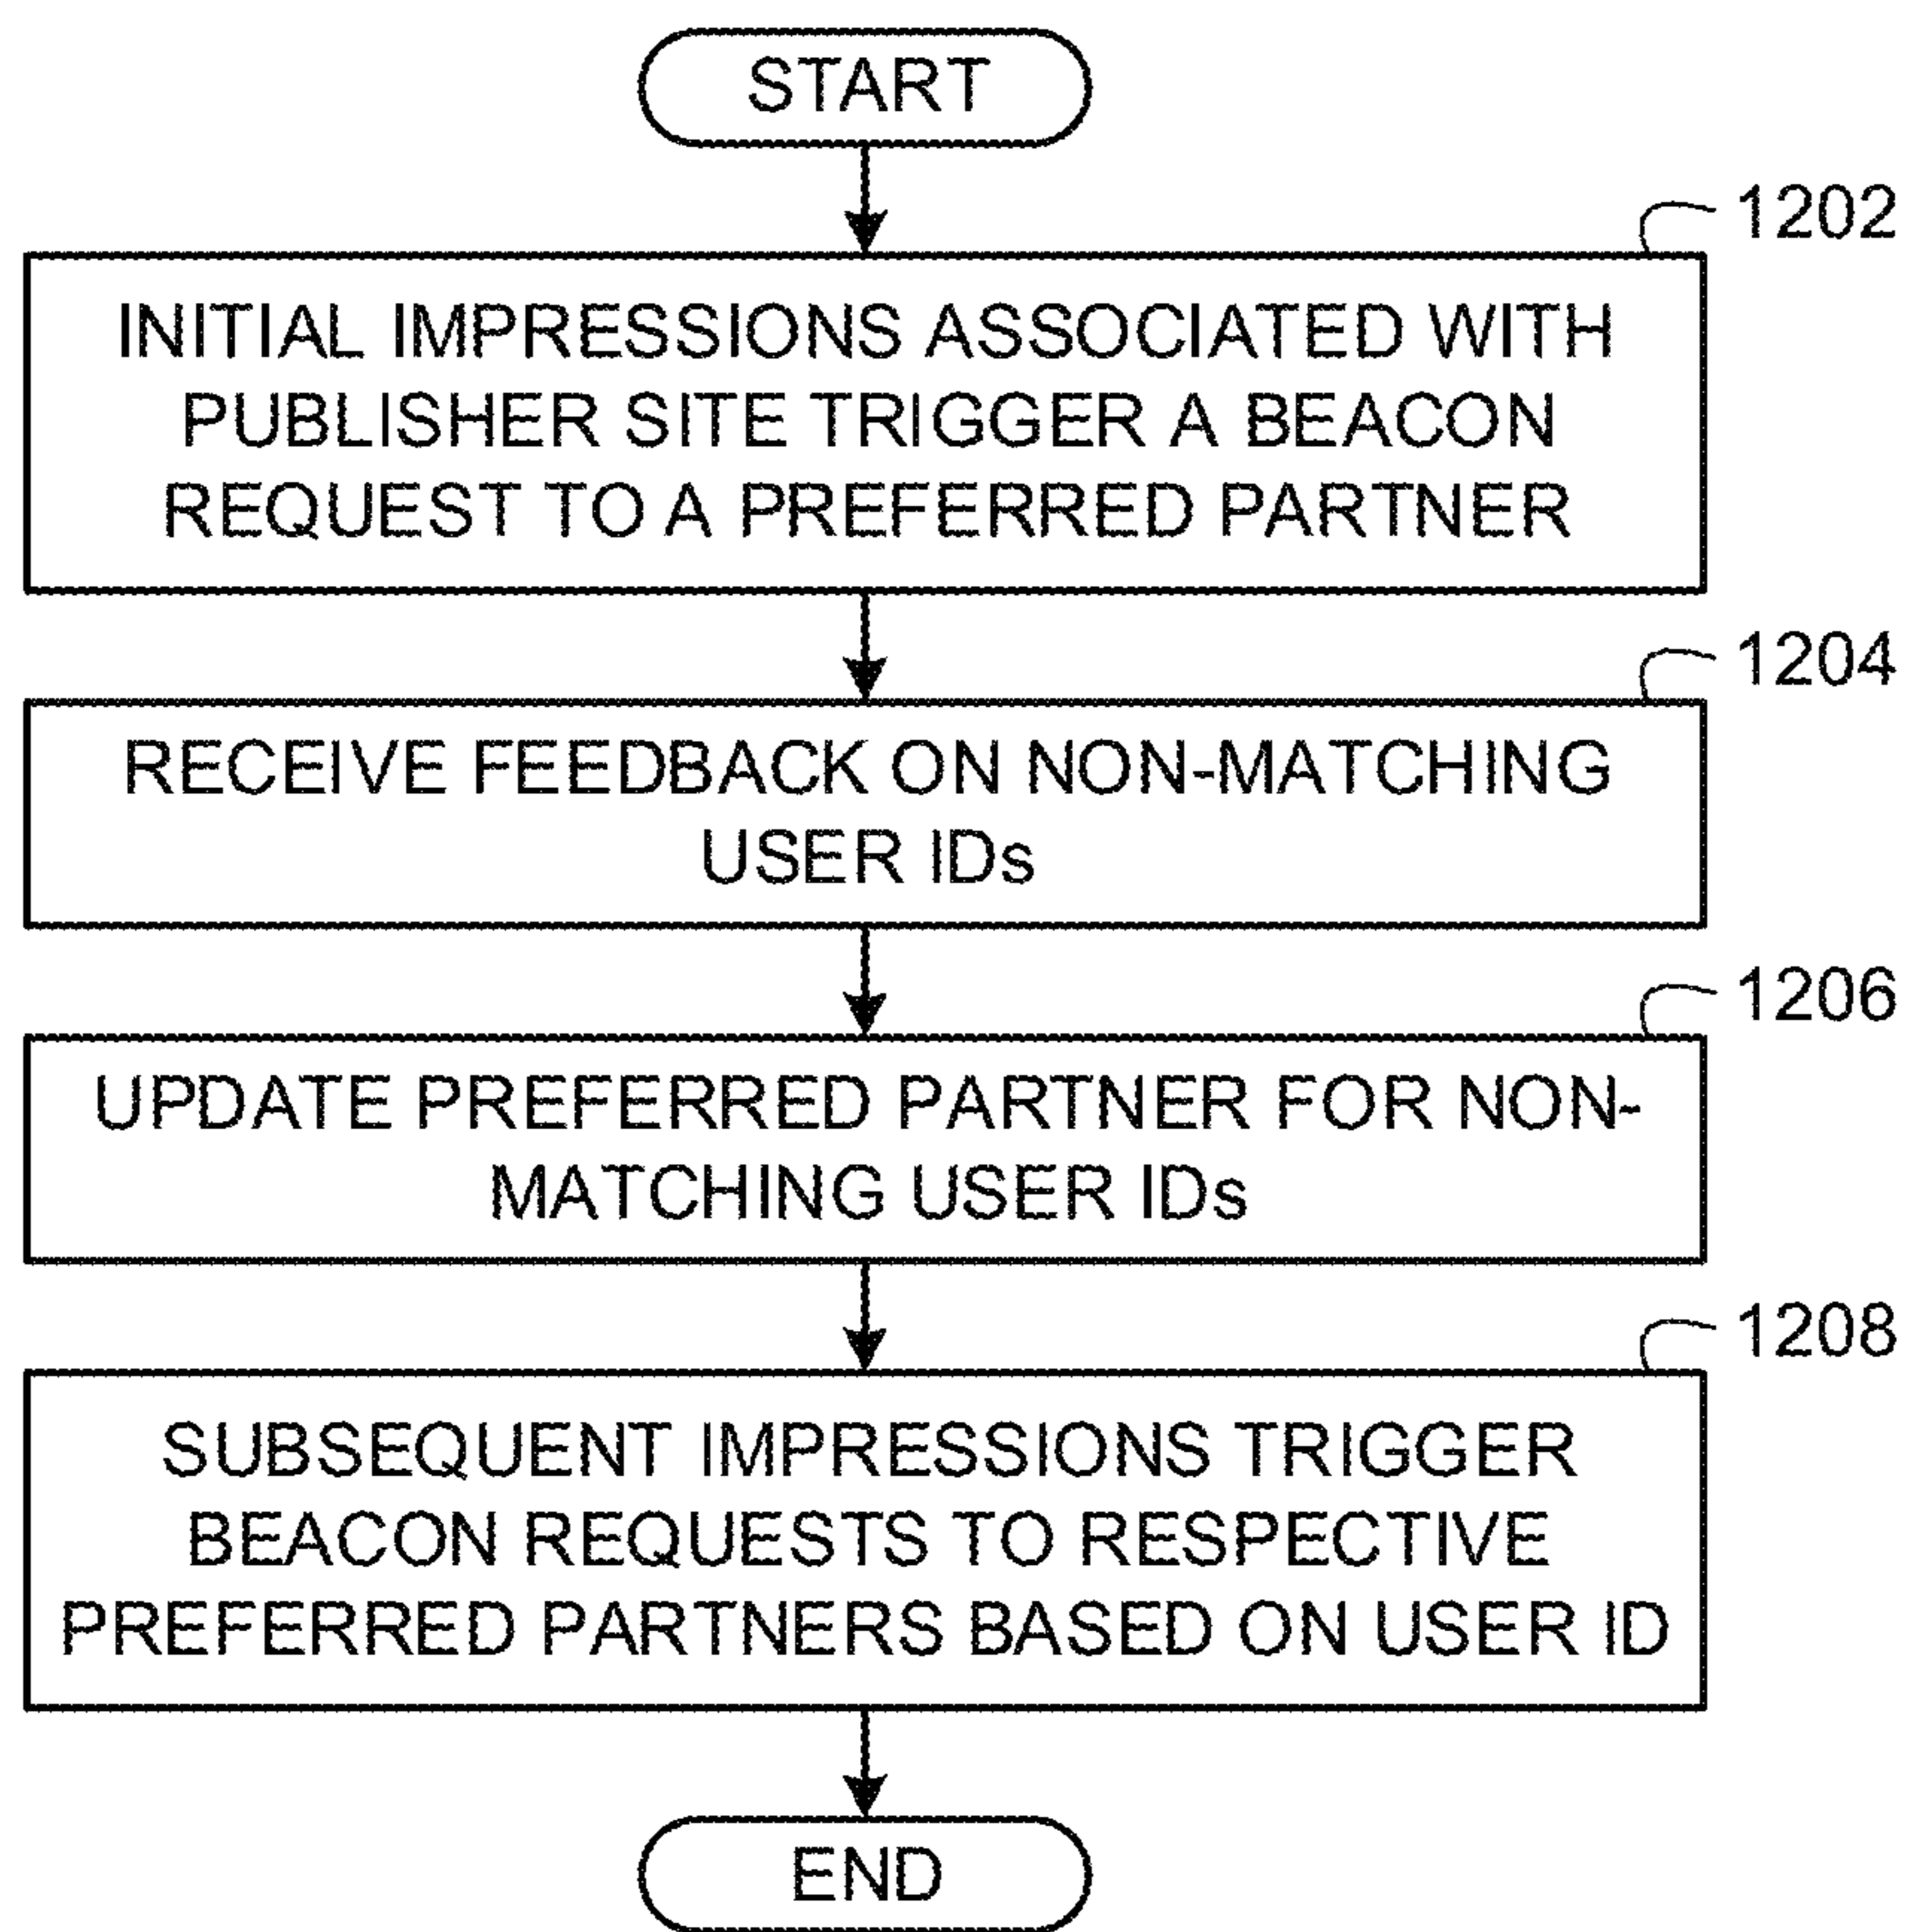 START
1202
INITIAL IMPRESSIONS ASSOCIATED WITH
PUBLISHER SITE TRIGGER A BEACON
REQUEST TO A PREFERRED PARTNER
1204
RECEIVE FEEDBACK ON NON-MATCHING
USER IDs
1206
UPDATE PREFERRED PARTNER FOR NON-
MATCHING USER IDs
1208
SUBSEQUENT IMPRESSIONS TRIGGER
BEACON REQUESTS TO RESPECTIVE
PREFERRED PARTNERS BASED ON USER ID
END